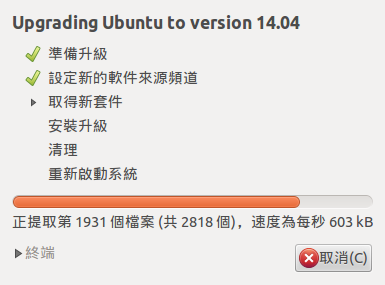 Upgrading Ubuntu to version 14.04
準備升級
設定新的軟件來源頻道
取得新套件
安裝升級
清理
重新啟動系統
正提取第 1931 個檔案 (共 2818 個)，速度為每秒 603 kB
終端
取消(C)